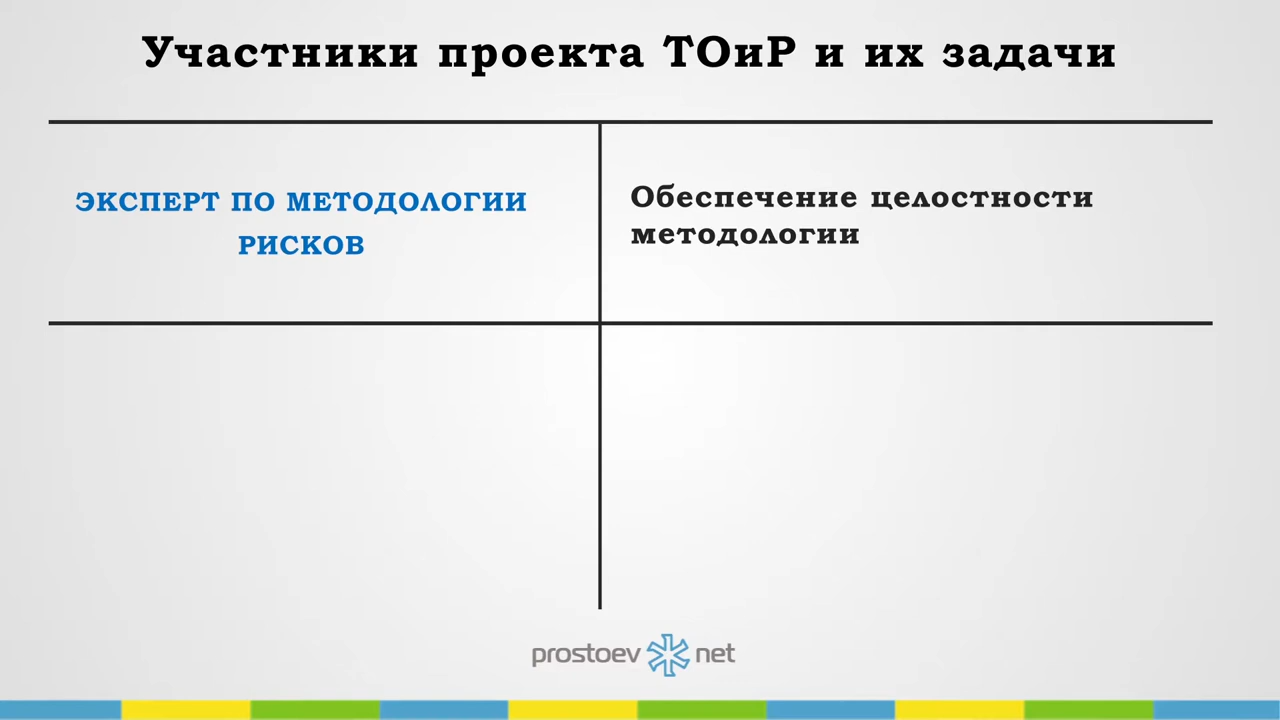 Участники проекта ТОиР и их задачи
ЭКСПЕРТ ПО МЕТОДОЛОГИИ
РИСКОВ
Обеспечение целостности
методологии
prostoev net